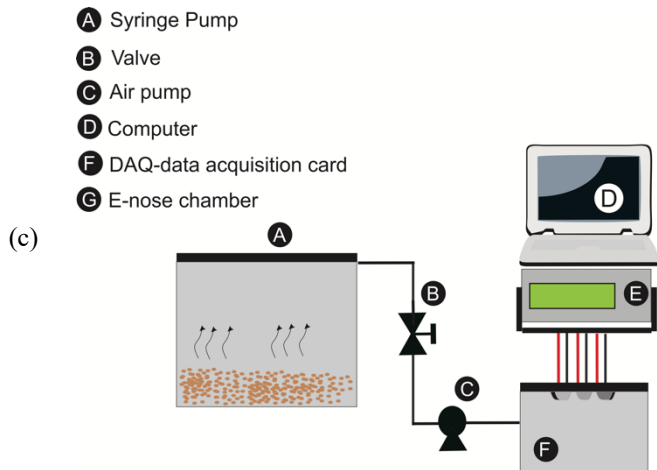 A Syringe Pump
B Valve
C Air pump
D Computer
F DAQ-data acquisition card
G E-nose chamber
(c)
A
B
C
D
E
F